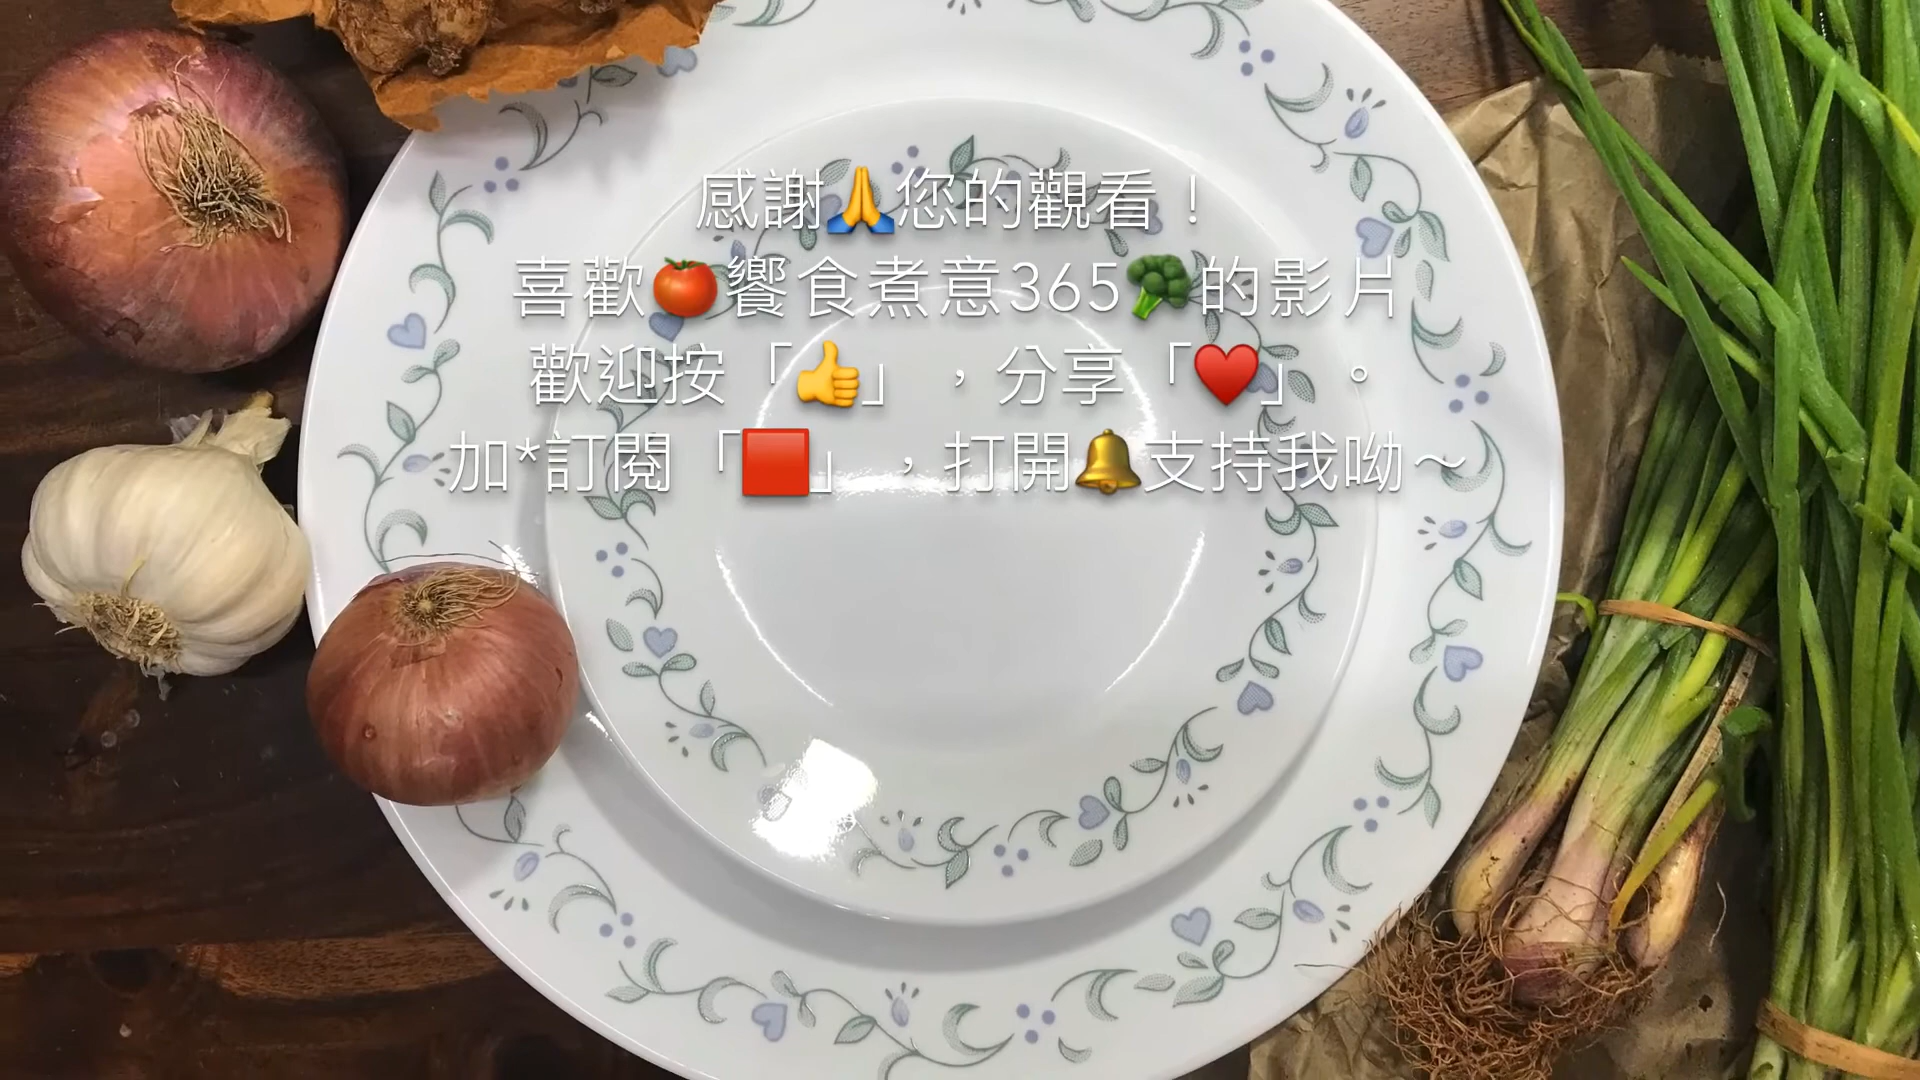 感謝🙏您的觀看！
喜歡🍅饗食煮意365🥦的影片
歡迎按「👍」，分享「♥️」。
加*訂閱「🟥」，打開🔔支持我呦～